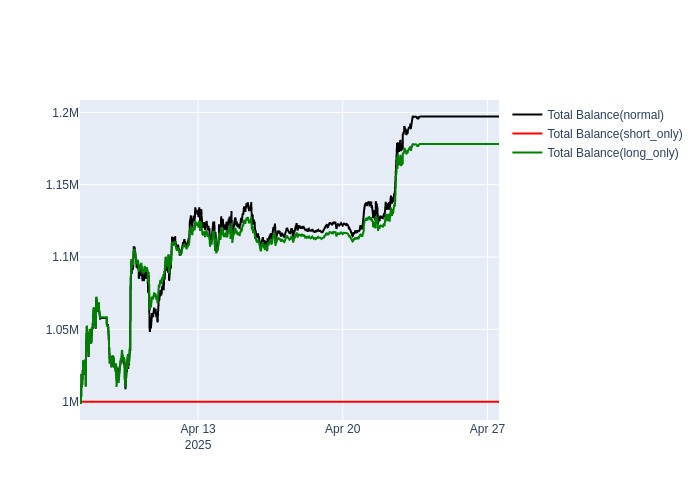 1.2M
1.15M
1.1M
1.05M
1M
Apr 13
2025
Apr 20
Apr 27
Total Balance(normal)
Total Balance(short_only)
Total Balance(long_only)